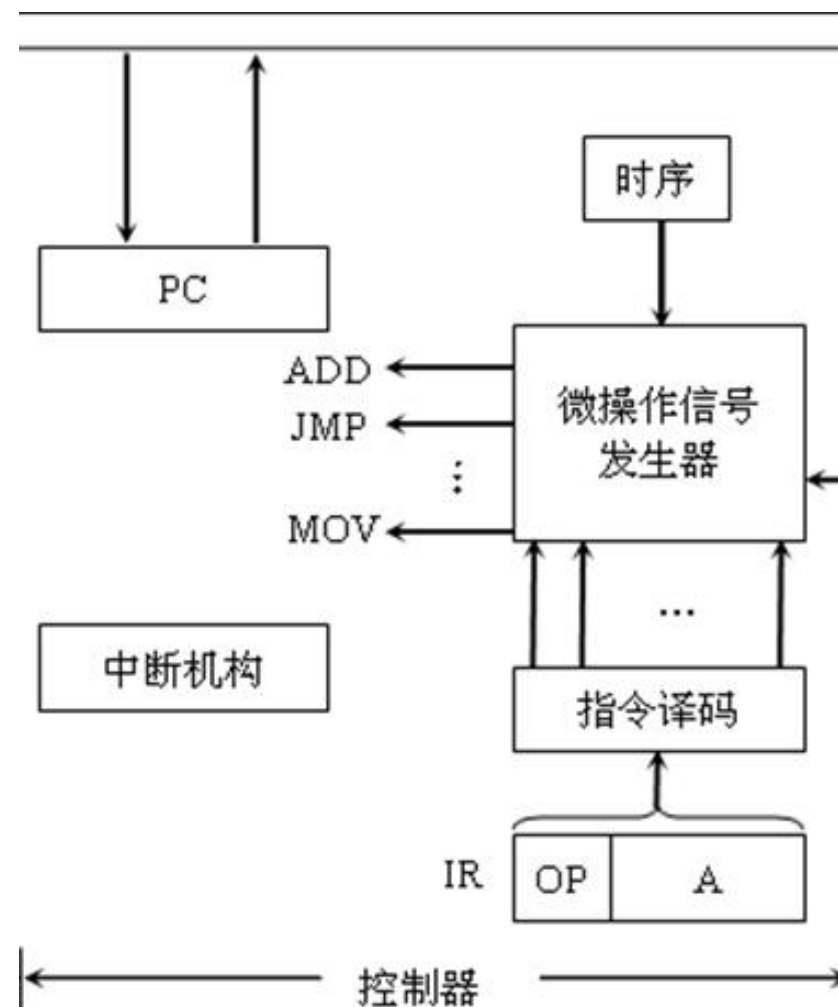 时序
PC
微操作信号
发生器
ADD
JMP
⋮
MOV
…
中断机构
指令译码
IR OP A
控制器